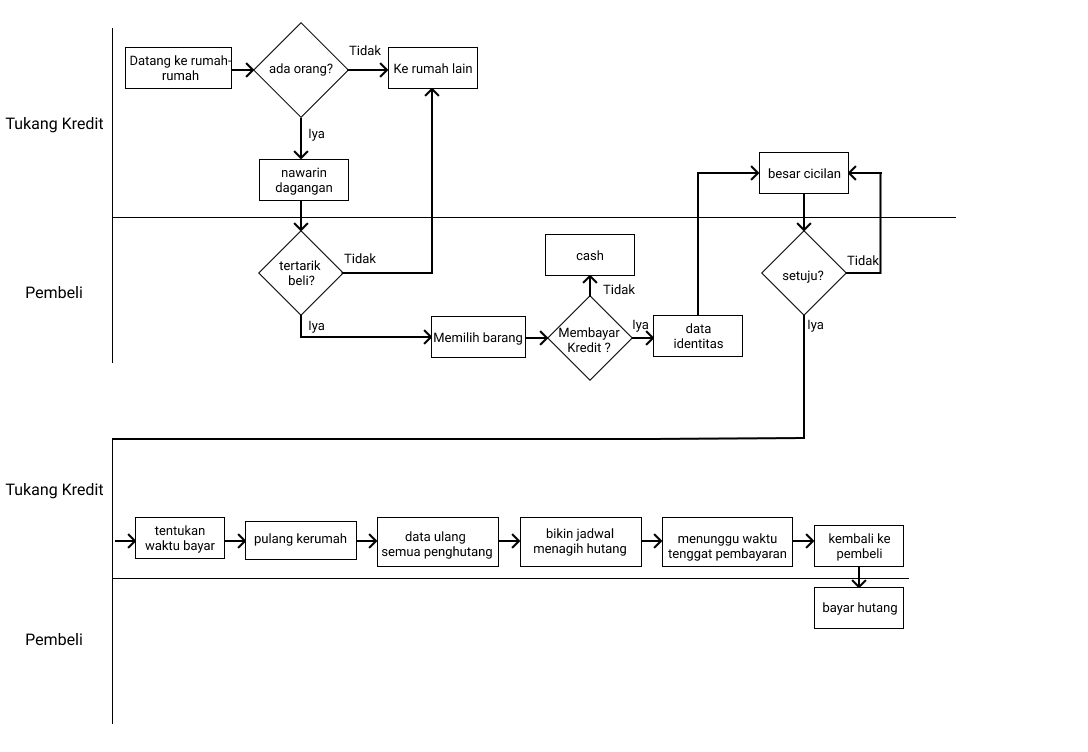 Tukang Kredit
Datang ke rumah-
rumah
ada orang?
Tidak
Ke rumah lain
Iya
nawarin
dagangan
besar cicilan
Pembeli
tertarik
beli?
Tidak
Iya
Memilih barang
cash
Tidak
Membayar
Kredit ?
Iya
data
identitas
setuju?
Tidak
Iya
Tukang Kredit
tentukan
waktu bayar
pulang kerumah
data ulang
semua penghutang
bikin jadwal
menagih hutang
menunggu waktu
tenggat pembayaran
kembali ke
pembeli
Pembeli
bayar hutang